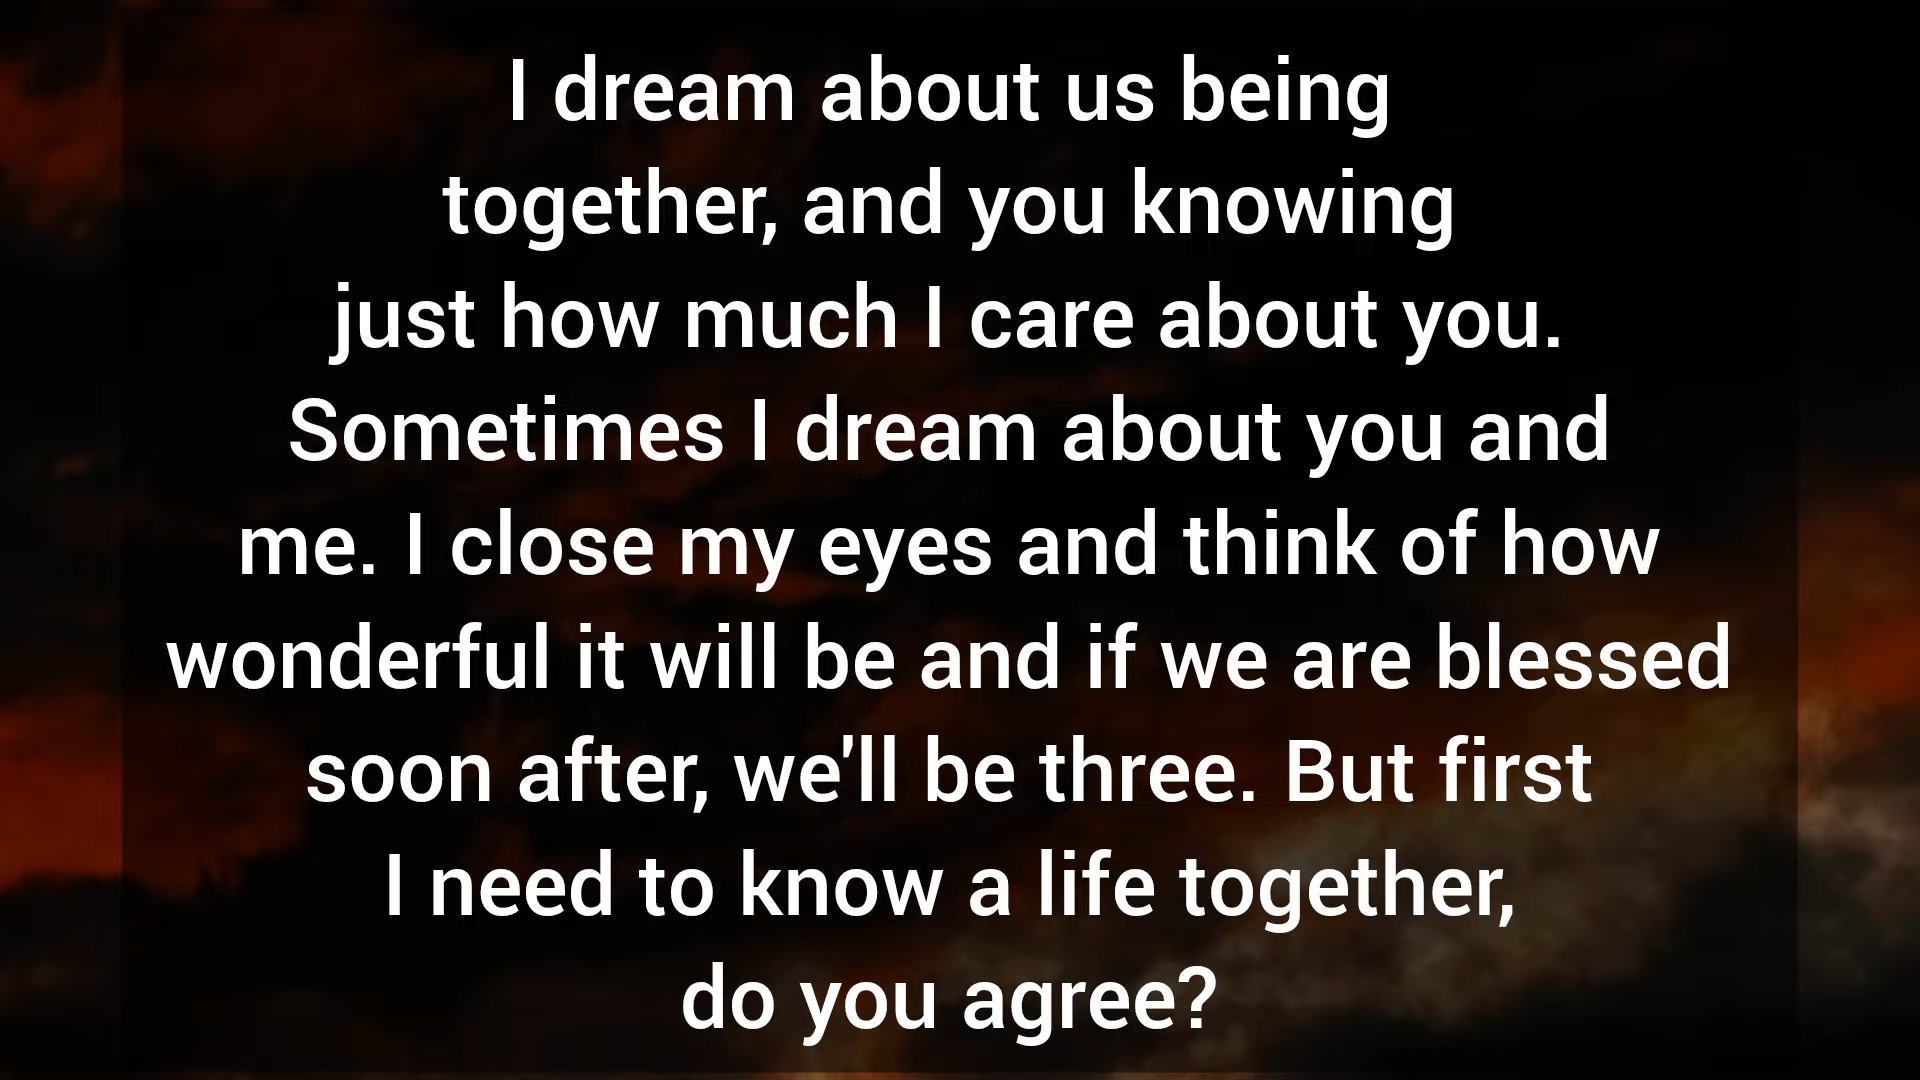 I dream about us being
together, and you knowing
just how much I care about you.
Sometimes I dream about you and
me. I close my eyes and think of how
wonderful it will be and if we are blessed
soon after, we'll be three. But first
I need to know a life together,
do you agree?